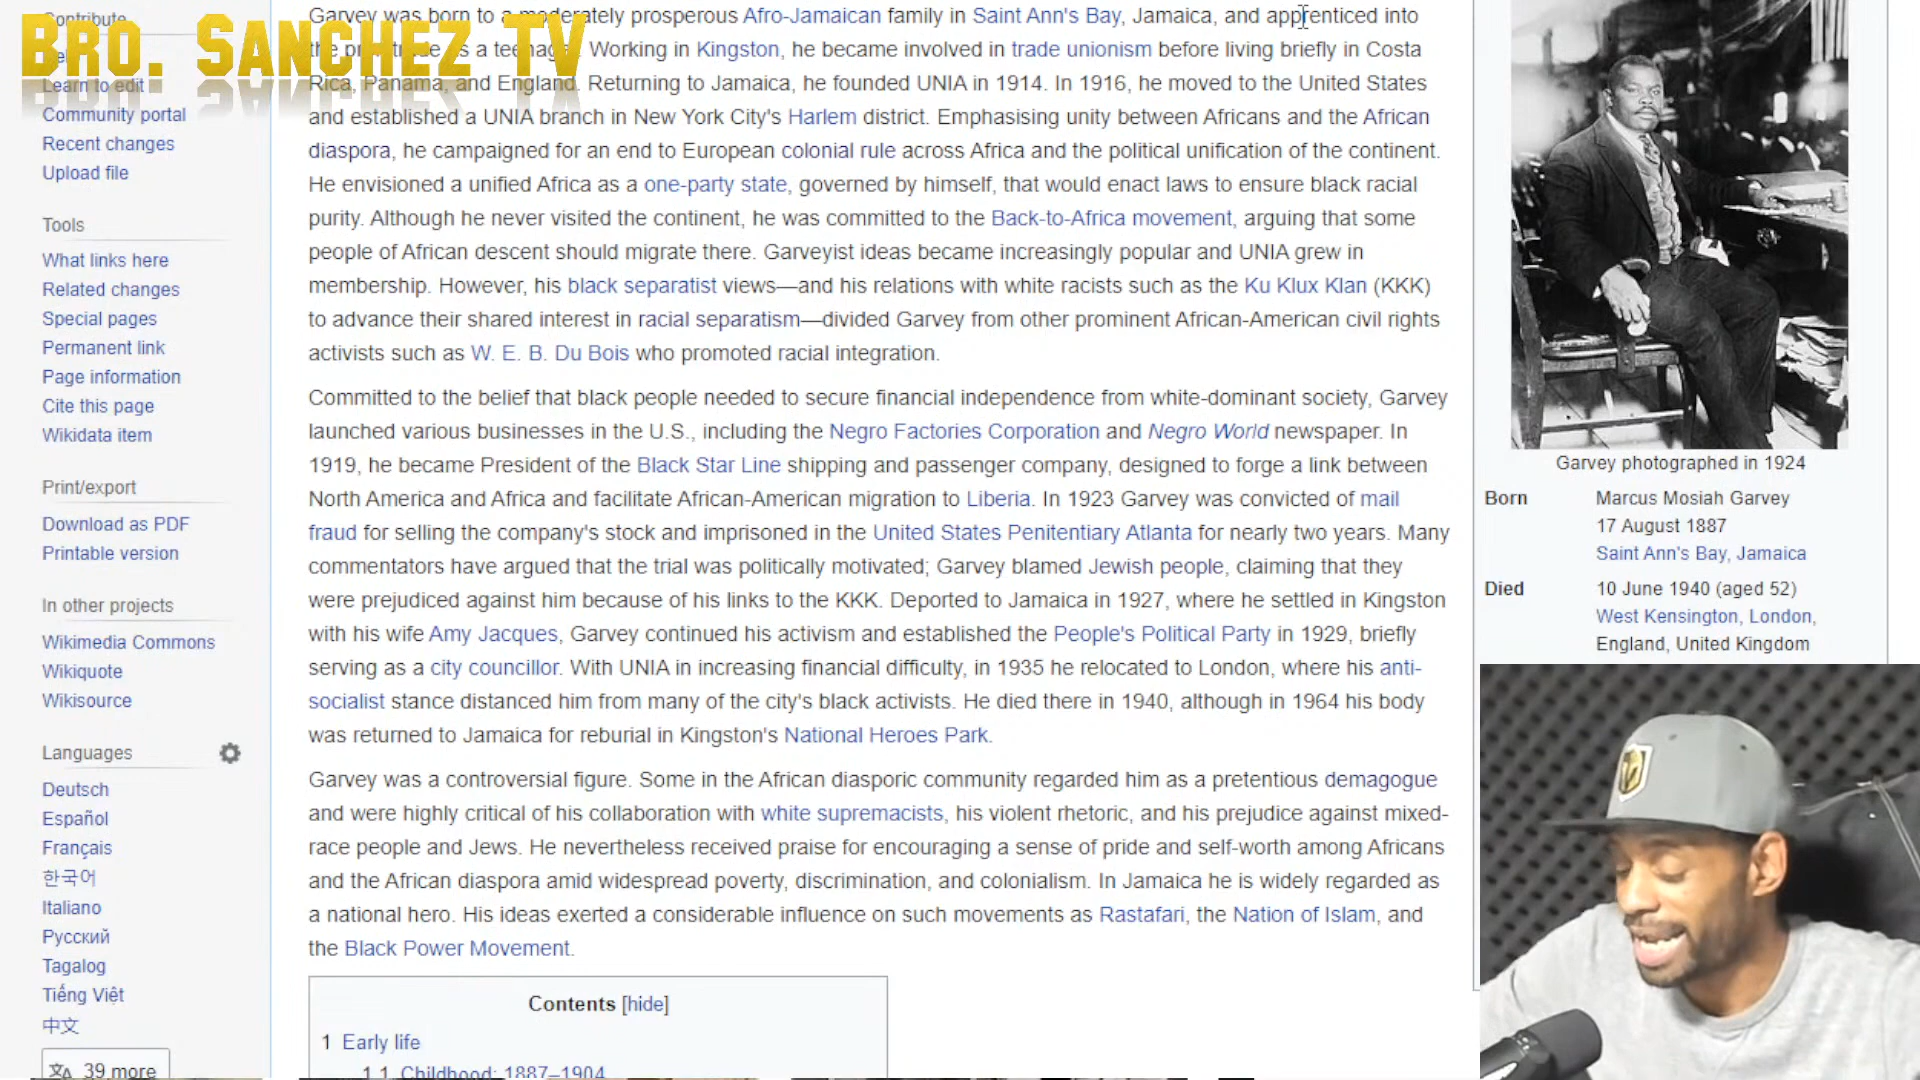 Contribute
BRO. SANCHEZ TV
Learn to edit
Community portal
Recent changes
Upload file
Tools
What links here
Related changes
Special pages
Permanent link
Page information
Cite this page
Wikidata item
Print/export
Download as PDF
Printable version
In other projects
Wikimedia Commons
Wikiquote
Wikisource
Languages
Deutsch
Español
Français
한국어
Italiano
Русский
Tagalog
Tiếng Việt
中文
39 more
Garvey was born to a moderately prosperous Afro-Jamaican family in Saint Ann's Bay, Jamaica, and apprenticed into
the print trade as a teenager. Working in Kingston, he became involved in trade unionism before living briefly in Costa
Rica, Panama, and England. Returning to Jamaica, he founded UNIA in 1914. In 1916, he moved to the United States
and established a UNIA branch in New York City's Harlem district. Emphasising unity between Africans and the African
diaspora, he campaigned for an end to European colonial rule across Africa and the political unification of the continent.
He envisioned a unified Africa as a one-party state, governed by himself, that would enact laws to ensure black racial
purity. Although he never visited the continent, he was committed to the Back-to-Africa movement, arguing that some
people of African descent should migrate there. Garveyist ideas became increasingly popular and UNIA grew in
membership. However, his black separatist views—and his relations with white racists such as the Ku Klux Klan (KKK)
to advance their shared interest in racial separatism—divided Garvey from other prominent African-American civil rights
activists such as W. E. B. Du Bois who promoted racial integration.
Committed to the belief that black people needed to secure financial independence from white-dominant society, Garvey
launched various businesses in the U.S., including the Negro Factories Corporation and Negro World newspaper. In
1919, he became President of the Black Star Line shipping and passenger company, designed to forge a link between
North America and Africa and facilitate African-American migration to Liberia. In 1923 Garvey was convicted of mail
fraud for selling the company's stock and imprisoned in the United States Penitentiary Atlanta for nearly two years. Many
commentators have argued that the trial was politically motivated; Garvey blamed Jewish people, claiming that they
were prejudiced against him because of his links to the KKK. Deported to Jamaica in 1927, where he settled in Kingston
with his wife Amy Jacques, Garvey continued his activism and established the People's Political Party in 1929, briefly
serving as a city councillor. With UNIA in increasing financial difficulty, in 1935 he relocated to London, where his anti-
socialist stance distanced him from many of the city's black activists. He died there in 1940, although in 1964 his body
was returned to Jamaica for reburial in Kingston's National Heroes Park.
Garvey was a controversial figure. Some in the African diasporic community regarded him as a pretentious demagogue
and were highly critical of his collaboration with white supremacists, his violent rhetoric, and his prejudice against mixed-
race people and Jews. He nevertheless received praise for encouraging a sense of pride and self-worth among Africans
and the African diaspora amid widespread poverty, discrimination, and colonialism. In Jamaica he is widely regarded as
a national hero. His ideas exerted a considerable influence on such movements as Rastafari, the Nation of Islam, and
the Black Power Movement.
Contents [hide]
1 Early life
1.1 Childhood: 1887–1904
Garvey photographed in 1924
Born Marcus Mosiah Garvey
17 August 1887
Saint Ann's Bay, Jamaica
Died 10 June 1940 (aged 52)
West Kensington, London,
England, United Kingdom